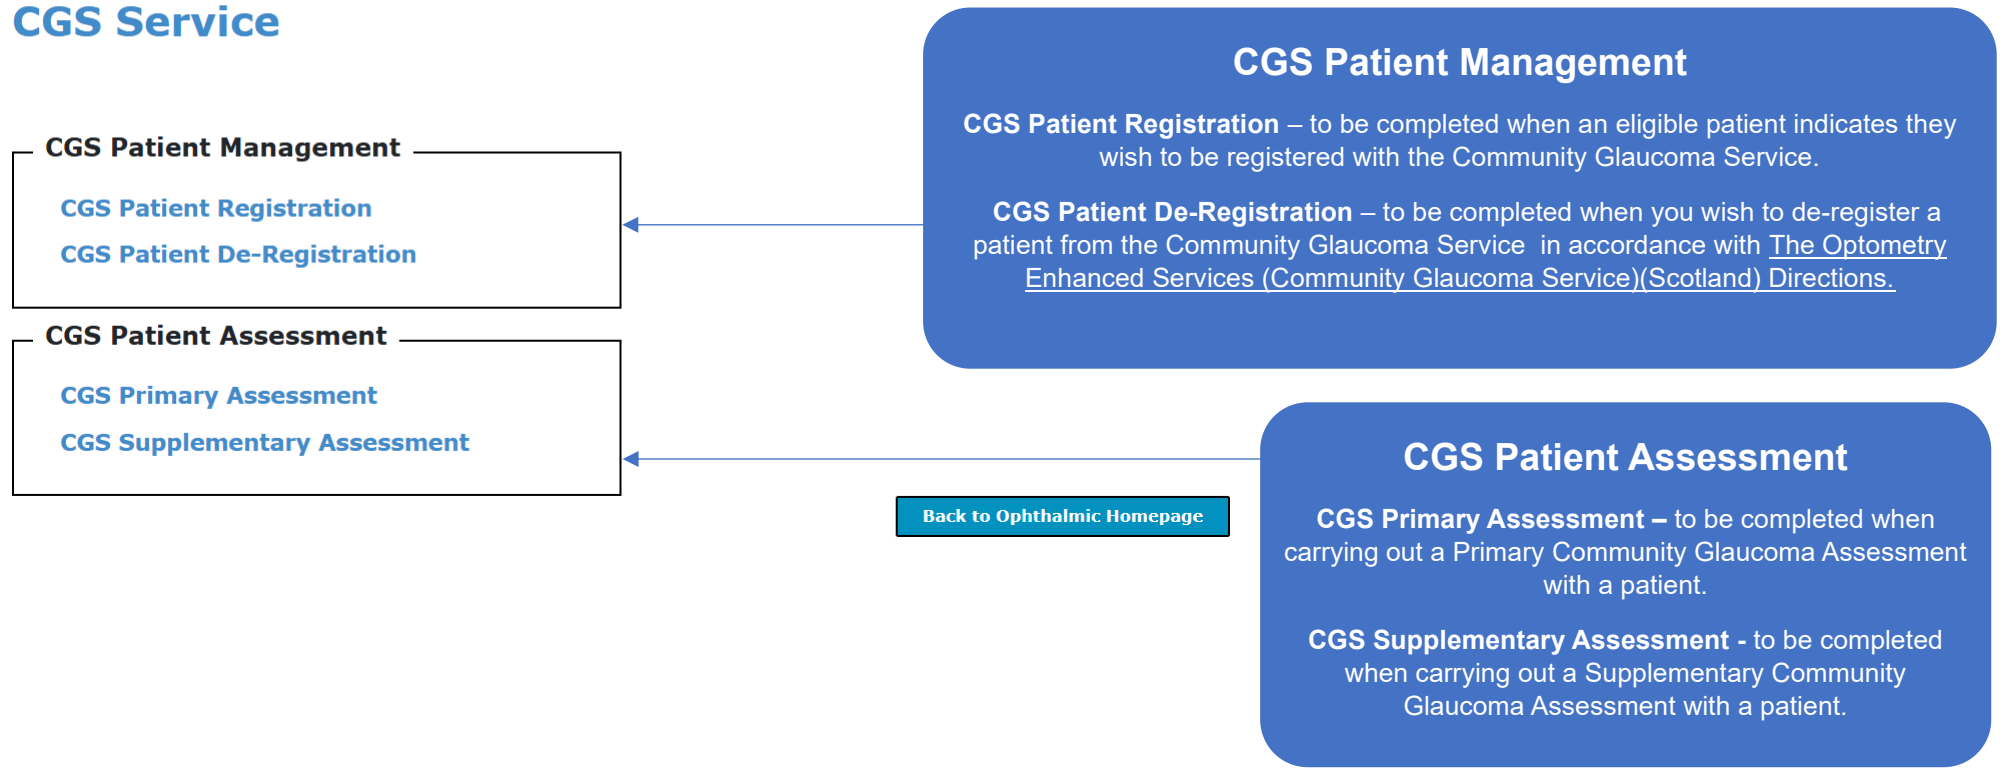 CGS Service
CGS Patient Management
CGS Patient Registration
CGS Patient De-Registration
CGS Patient Assessment
CGS Primary Assessment
CGS Supplementary Assessment
Back to Ophthalmic Homepage
CGS Patient Management
CGS Patient Registration – to be completed when an eligible patient indicates they
wish to be registered with the Community Glaucoma Service.
CGS Patient De-Registration – to be completed when you wish to de-register a
patient from the Community Glaucoma Service  in accordance with The Optometry
Enhanced Services (Community Glaucoma Service)(Scotland) Directions.
CGS Patient Assessment
CGS Primary Assessment – to be completed when
carrying out a Primary Community Glaucoma Assessment
with a patient.
CGS Supplementary Assessment - to be completed
when carrying out a Supplementary Community
Glaucoma Assessment with a patient.